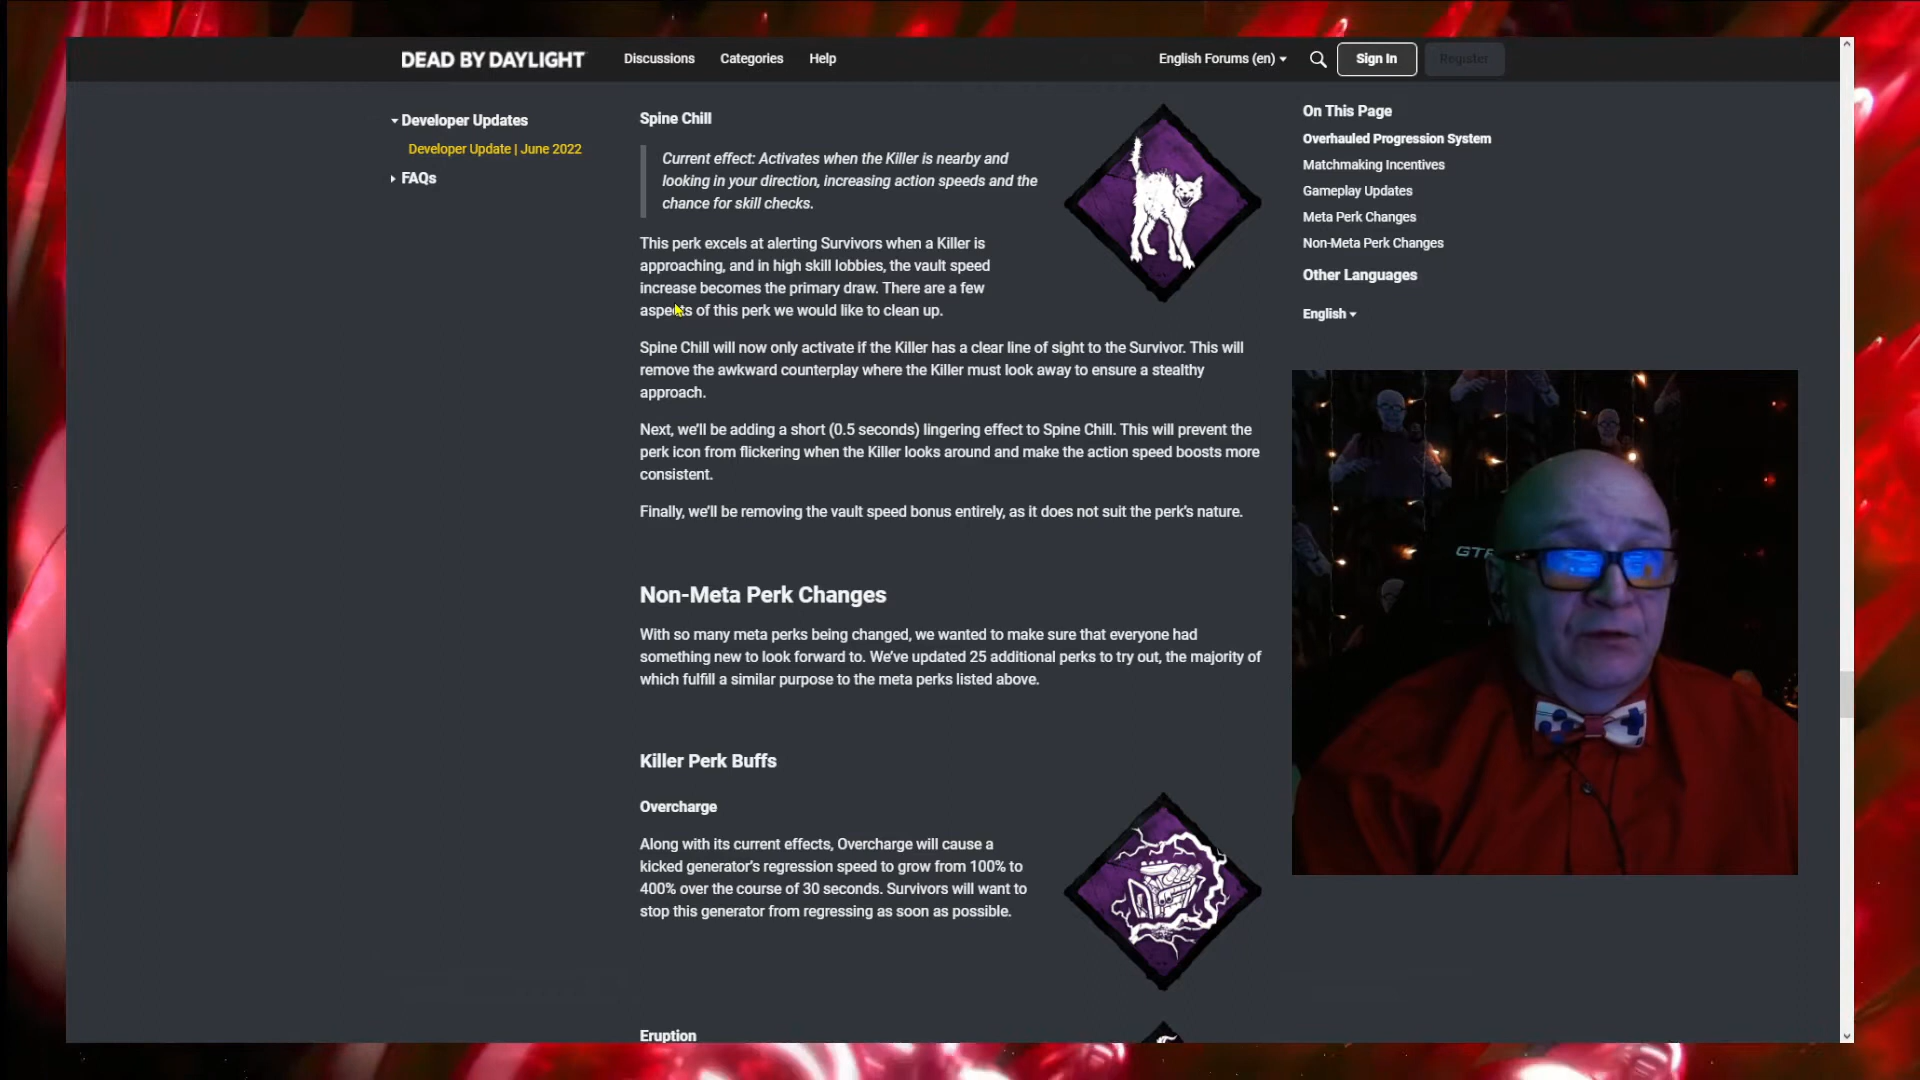 DEAD BY DAYLIGHT
Discussions
Categories
Help
English Forums (en)
Sign In
Register
Developer Updates
Developer Update | June 2022
FAQs
Spine Chill
Current effect: Activates when the Killer is nearby and
looking in your direction, increasing action speeds and the
chance for skill checks.
This perk excels at alerting Survivors when a Killer is
approaching, and in high skill lobbies, the vault speed
increase becomes the primary draw. There are a few
aspects of this perk we would like to clean up.
Spine Chill will now only activate if the Killer has a clear line of sight to the Survivor. This will
remove the awkward counterplay where the Killer must look away to ensure a stealthy
approach.
Next, we'll be adding a short (0.5 seconds) lingering effect to Spine Chill. This will prevent the
perk icon from flickering when the Killer looks around and make the action speed boosts more
consistent.
Finally, we'll be removing the vault speed bonus entirely, as it does not suit the perk's nature.
Non-Meta Perk Changes
With so many meta perks being changed, we wanted to make sure that everyone had
something new to look forward to. We've updated 25 additional perks to try out, the majority of
which fulfill a similar purpose to the meta perks listed above.
Killer Perk Buffs
Overcharge
Along with its current effects, Overcharge will cause a
kicked generator's regression speed to grow from 100% to
400% over the course of 30 seconds. Survivors will want to
stop this generator from regressing as soon as possible.
Eruption
On This Page
Overhauled Progression System
Matchmaking Incentives
Gameplay Updates
Meta Perk Changes
Non-Meta Perk Changes
Other Languages
English